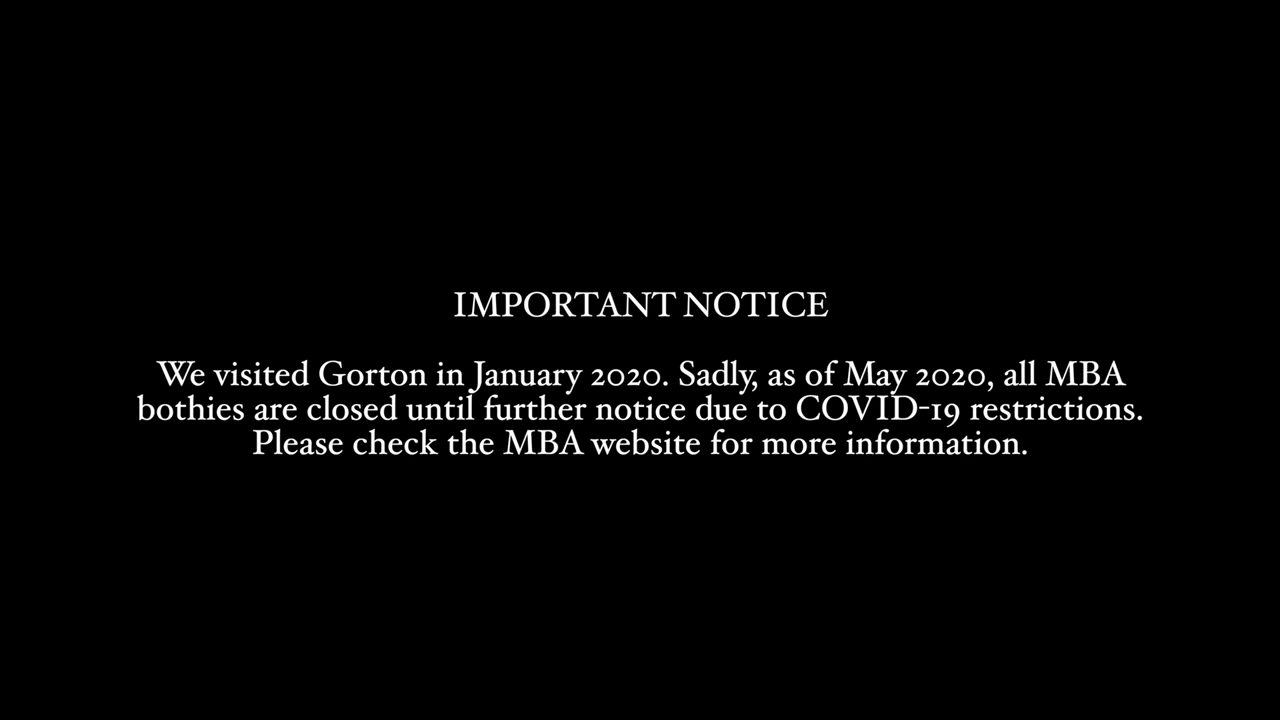 IMPORTANT NOTICE
We visited Gorton in January 2020. Sadly, as of May 2020, all MBA
bothies are closed until further notice due to COVID-19 restrictions.
Please check the MBA website for more information.